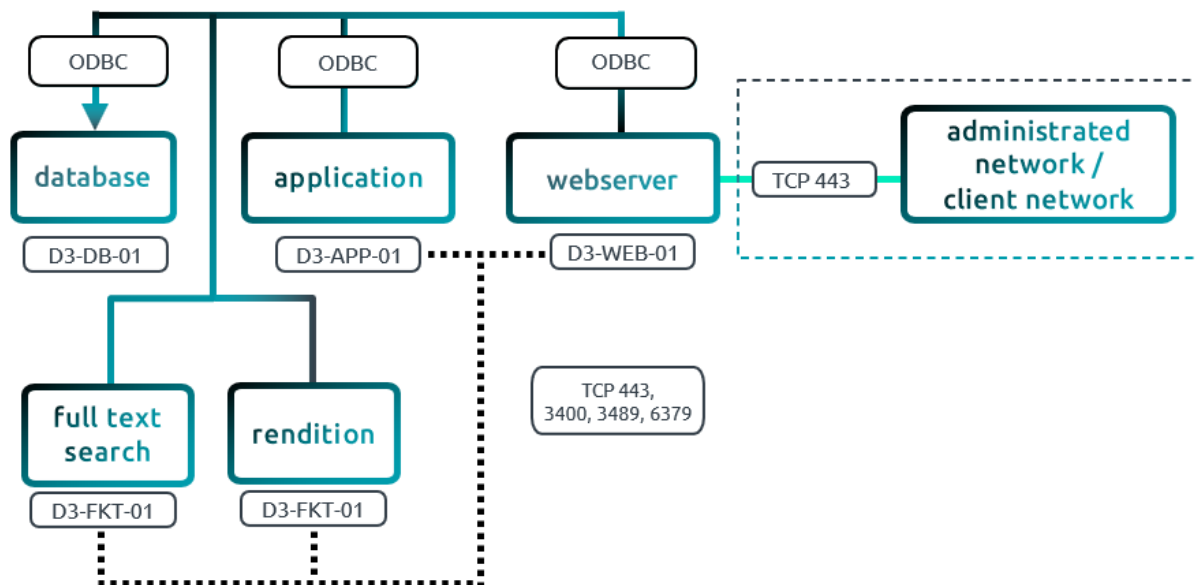 ODBC
ODBC
ODBC
database
application
webserver
TCP 443
administrated
network /
client network
D3-DB-01
D3-APP-01
D3-WEB-01
TCP 443,
3400, 3489, 6379
full text
search
rendition
D3-FKT-01
D3-FKT-01